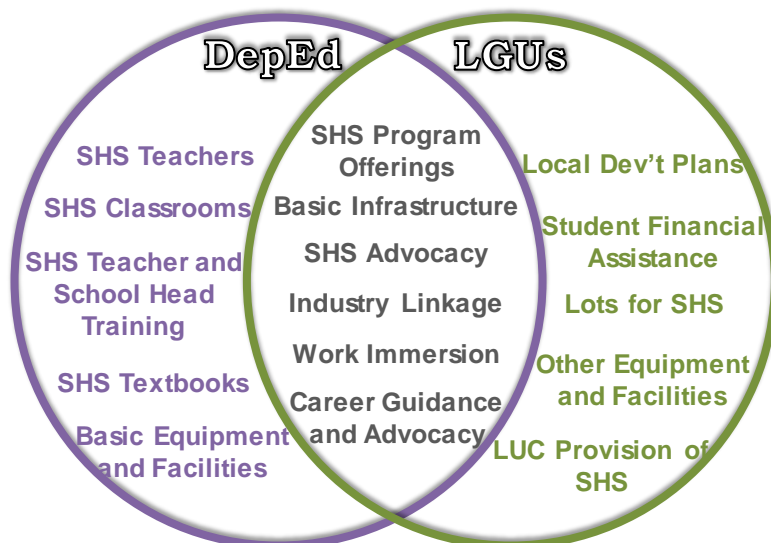 DepEd
LGUs
SHS Teachers
SHS Classrooms
SHS Teacher and
School Head
Training
SHS Textbooks
Basic Equipment
and Facilities
SHS Program
Offerings
Basic Infrastructure
SHS Advocacy
Industry Linkage
Work Immersion
Career Guidance
and Advocacy
Local Dev't Plans
Student Financial
Assistance
Lots for SHS
Other Equipment
and Facilities
LUC Provision of
SHS